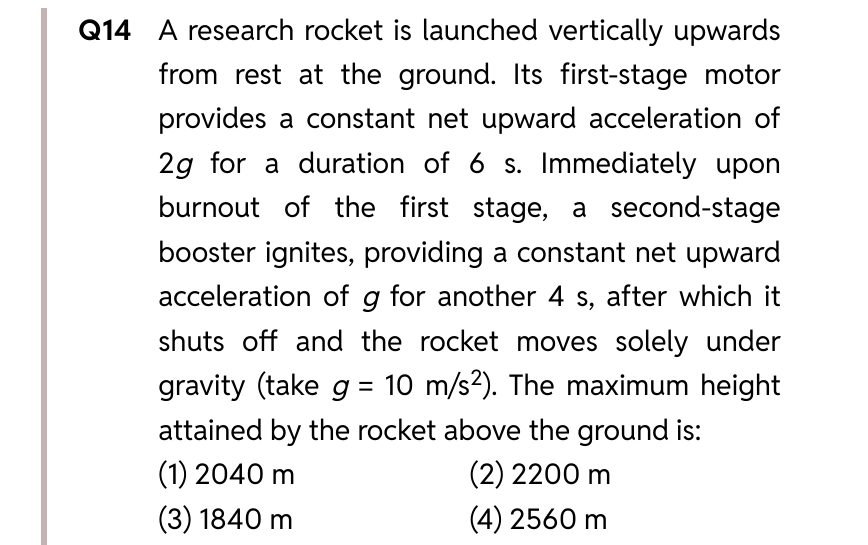 Q14 A research rocket is launched vertically upwards
from rest at the ground. Its first-stage motor
provides a constant net upward acceleration of
2g for a duration of 6 s. Immediately upon
burnout of the first stage, a second-stage
booster ignites, providing a constant net upward
acceleration of g for another 4 s, after which it
shuts off and the rocket moves solely under
gravity (take g = 10 m/s²). The maximum height
attained by the rocket above the ground is:
(1) 2040 m (2) 2200 m
(3) 1840 m (4) 2560 m